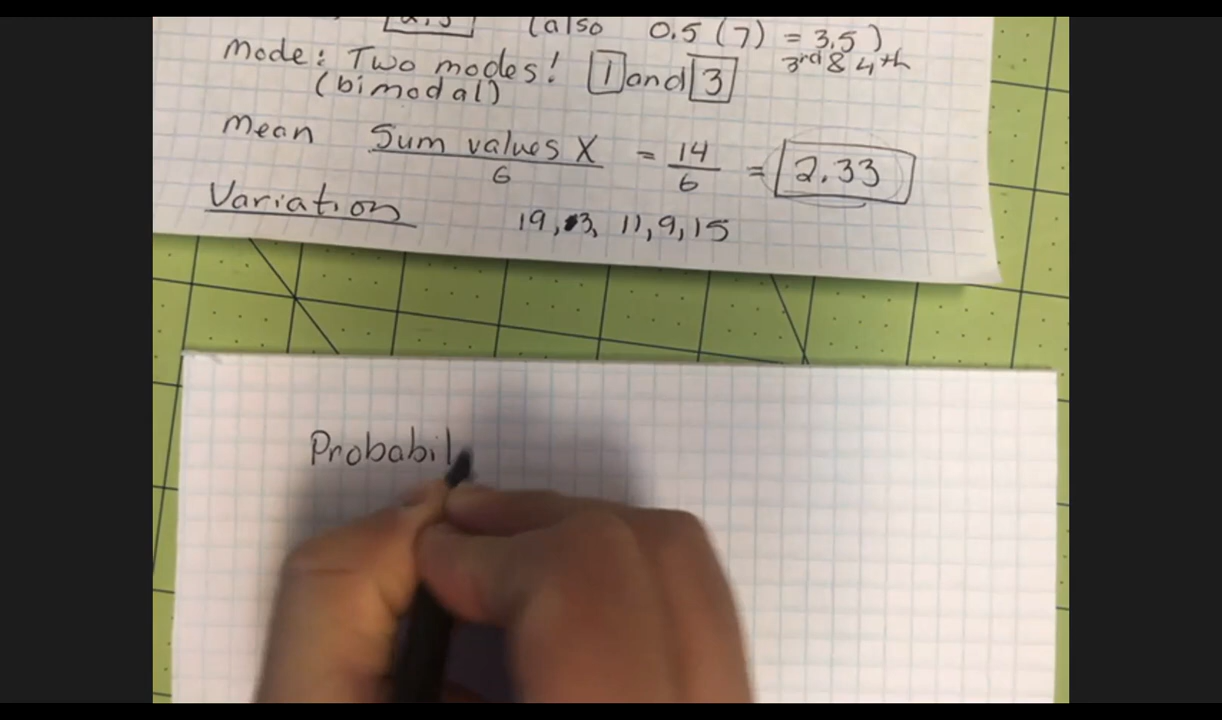 (also 0.5 (7) = 3.5)
mode: Two modes! 1 and 3 3rd & 4th
(bimodal)
mean Sum values X = 14 = 2.33
6 6
Variation 19, 3, 11, 9, 15
Probabil